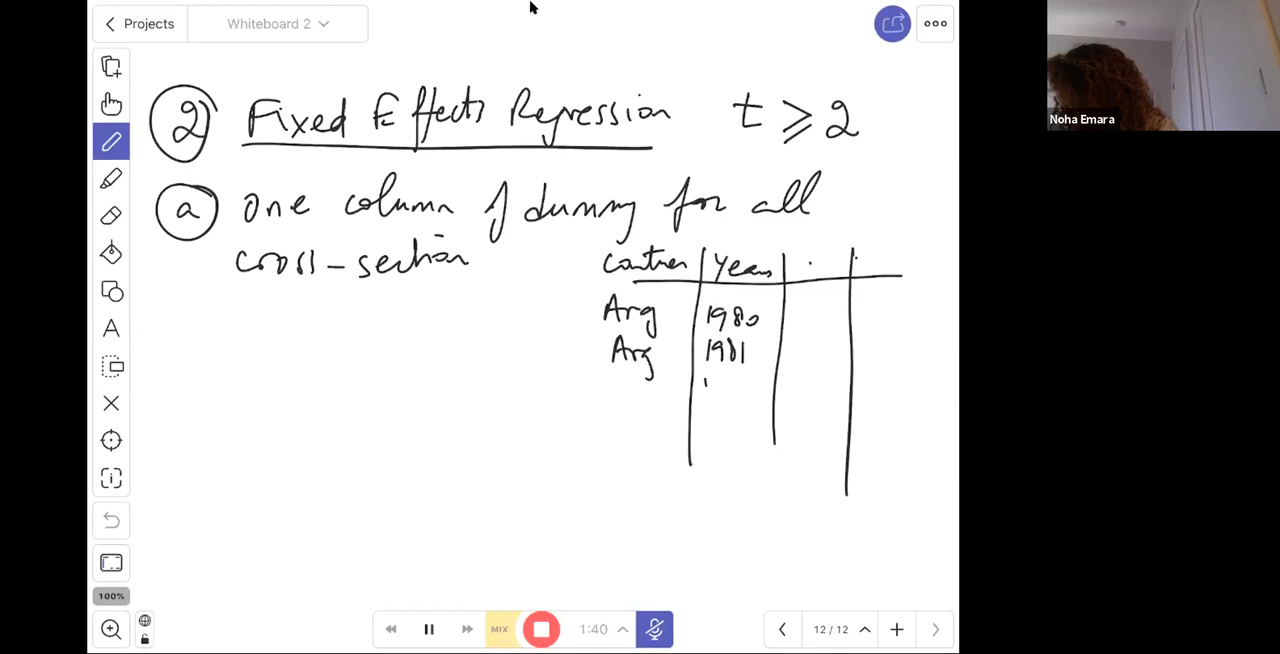 Projects
Whiteboard 2
Noha Emara
② Fixed Effects Regression t ≥ 2
ⓐ one column of dummy for all
cross-section
Years
Arg 1980
Arg 1981
100%
MIX
1:40
12/12